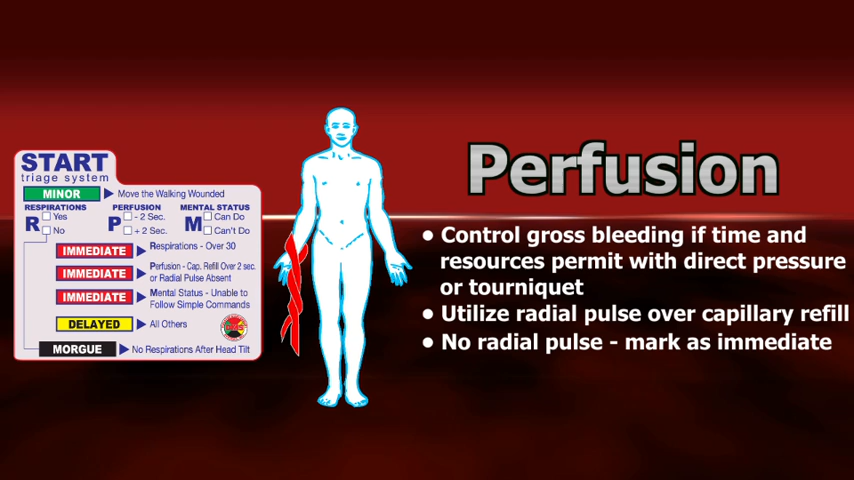 START
triage system
MINOR Move the Walking Wounded
RESPIRATIONS PERFUSION MENTAL STATUS
R Yes P - 2 Sec. M Can Do
No + 2 Sec. Can't Do
IMMEDIATE Respirations - Over 30
IMMEDIATE Perfusion - Cap. Refill Over 2 sec.
or Radial Pulse Absent
IMMEDIATE Mental Status - Unable to
Follow Simple Commands
DELAYED All Others
MORGUE No Respirations After Head Tilt
Perfusion
• Control gross bleeding if time and
resources permit with direct pressure
or tourniquet
• Utilize radial pulse over capillary refill
• No radial pulse - mark as immediate